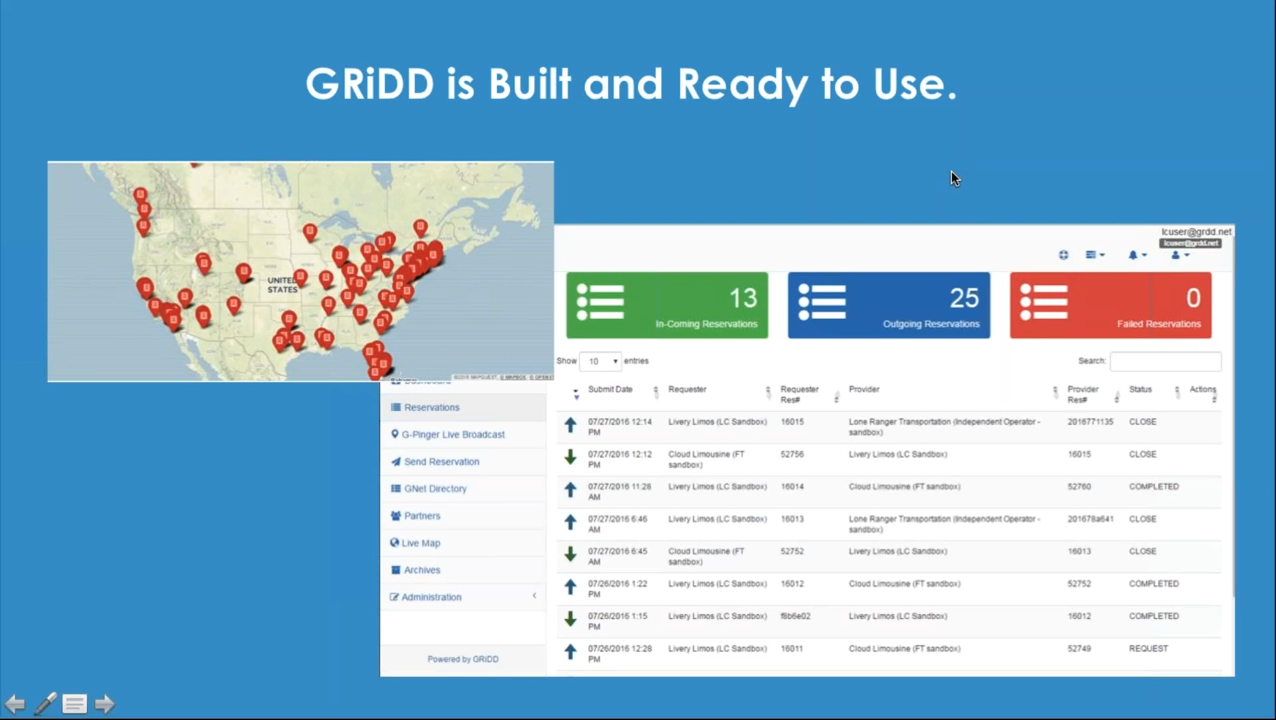 GRiDD is Built and Ready to Use.
UNITED
STATES
lcuser@grdd.net
lcuser@grdd.net
13
In-Coming Reservations
25
Outgoing Reservations
0
Failed Reservations
Show 10 entries
Search:
Submit Date Requester Requester Res# Provider Provider Res# Status Actions
07/27/2016 12:14 PM Livery Limos (LC Sandbox) 16015 Lone Ranger Transportation (Independent Operator - sandbox) 2016771135 CLOSE
07/27/2016 12:12 PM Cloud Limousine (FT sandbox) 52756 Livery Limos (LC Sandbox) 16015 CLOSE
07/27/2016 11:28 AM Livery Limos (LC Sandbox) 16014 Cloud Limousine (FT sandbox) 52760 COMPLETED
07/27/2016 6:46 AM Livery Limos (LC Sandbox) 16013 Lone Ranger Transportation (Independent Operator - sandbox) 201678a641 CLOSE
07/27/2016 6:45 AM Cloud Limousine (FT sandbox) 52752 Livery Limos (LC Sandbox) 16013 CLOSE
07/26/2016 1:22 PM Livery Limos (LC Sandbox) 16012 Cloud Limousine (FT sandbox) 52752 COMPLETED
07/26/2016 1:15 PM Livery Limos (LC Sandbox) f8b6e02 Livery Limos (LC Sandbox) 16012 COMPLETED
07/26/2016 12:28 PM Livery Limos (LC Sandbox) 16011 Cloud Limousine (FT sandbox) 52749 REQUEST
Reservations
G-Pinger Live Broadcast
Send Reservation
GNet Directory
Partners
Live Map
Archives
Administration
Powered by GRiDD